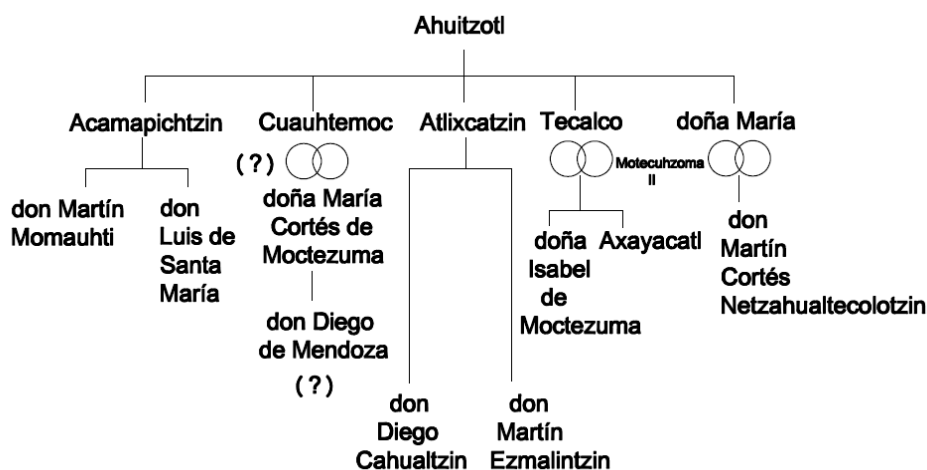 Ahuitzotl
Acamapichtzin
Cuauhtemoc
Atlixcatzin
Tecalco
doña María
(?)
Motecuhzoma
II
don Martín
Momauhti
don
Luis de
Santa
María
doña María
Cortés de
Moctezuma
don Diego
de Mendoza
(?)
don
Diego
Cahualtzin
don
Martín
Ezmalintzin
doña
Isabel
de
Moctezuma
Axayacatl
don
Martín
Cortés
Netzahualtecolotzin